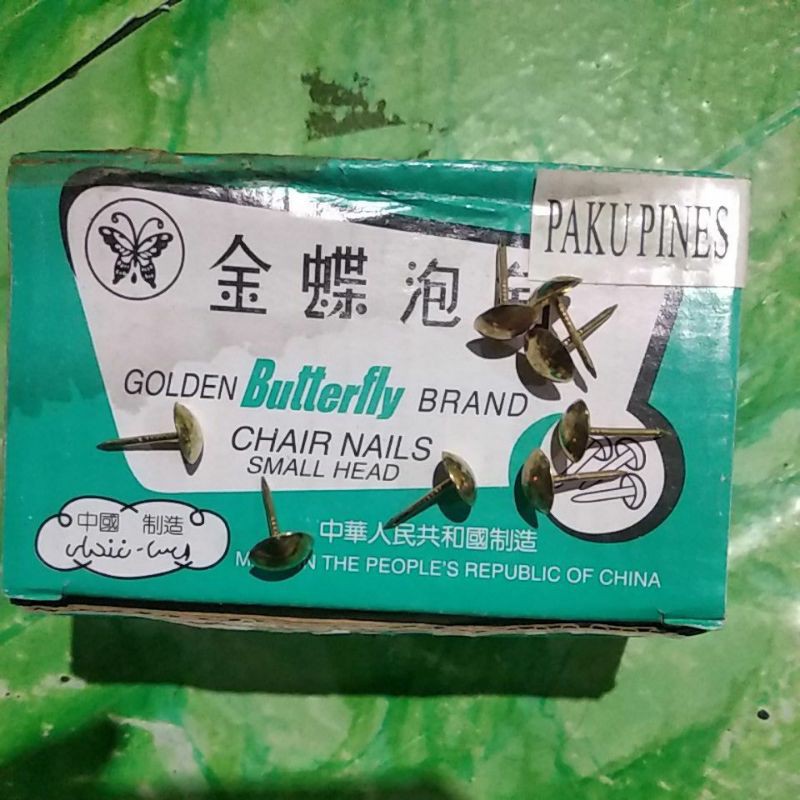 PAKU PINES
金蝶泡
GOLDEN Butterfly BRAND
CHAIR NAILS
SMALL HEAD
中國 制造
中華人民共和國制造
IN THE PEOPLE'S REPUBLIC OF CHINA